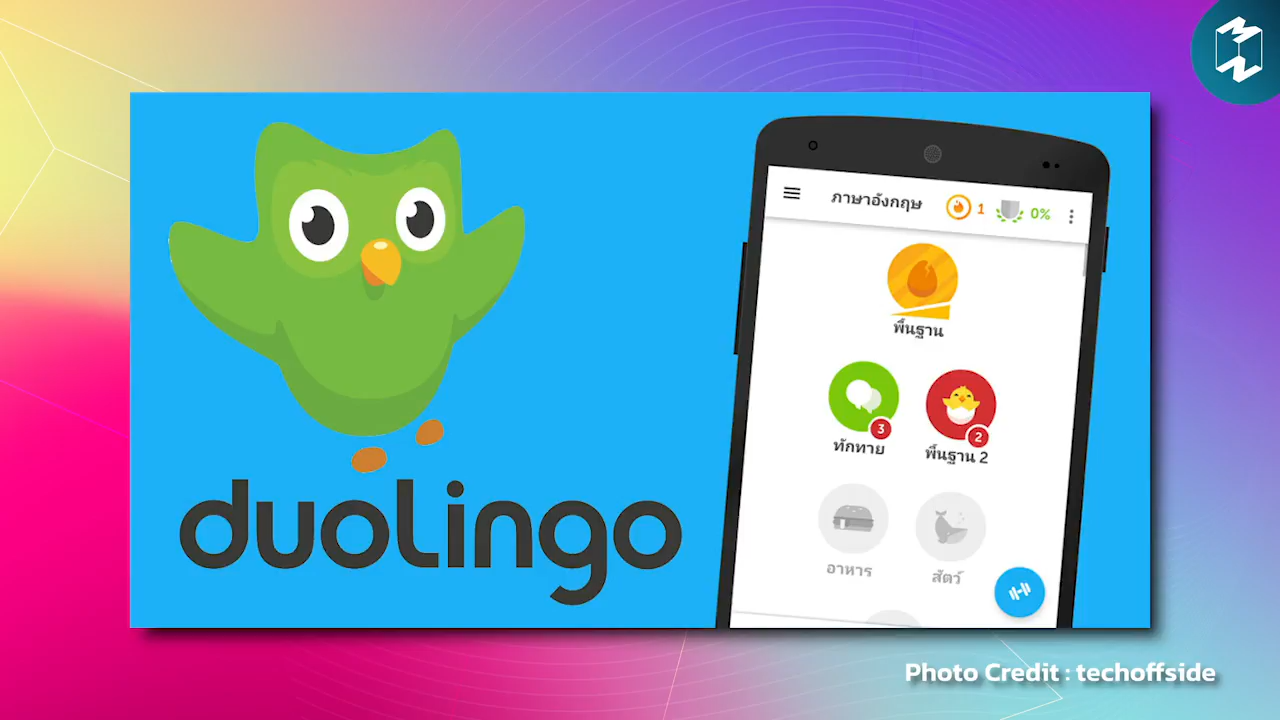 duolingo
ภาษาอังกฤษ 1 0%
พื้นฐาน
3 2
ทักทาย พื้นฐาน 2
อาหาร สัตว์
Photo Credit : techoffside